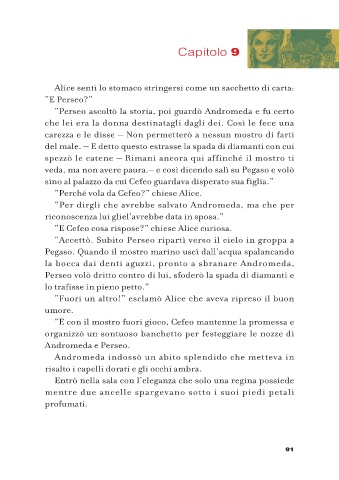 Capitolo 9
Alice sentì lo stomaco stringersi come un sacchetto di carta:
"E Perseo?"
"Perseo ascoltò la storia, poi guardò Andromeda e fu certo
che lei era la donna destinatagli dagli dei. Così le fece una
carezza e le disse – Non permetterò a nessun mostro di farti
del male. – E detto questo estrasse la spada di diamanti con cui
spezzò le catene – Rimani ancora qui affinché il mostro ti
veda, ma non avere paura.– e così dicendo salì su Pegaso e volò
sino al palazzo da cui Cefeo guardava disperato sua figlia."
"Perché vola da Cefeo?" chiese Alice.
"Per dirgli che avrebbe salvato Andromeda, ma che per
riconoscenza lui gliel'avrebbe data in sposa."
"E Cefeo cosa rispose?" chiese Alice curiosa.
"Accettò. Subito Perseo ripartì verso il cielo in groppa a
Pegaso. Quando il mostro marino uscì dall'acqua spalancando
la bocca dai denti aguzzi, pronto a sbranare Andromeda,
Perseo volò dritto contro di lui, sfoderò la spada di diamanti e
lo trafisse in pieno petto."
"Fuori un altro!" esclamò Alice che aveva ripreso il buon
umore.
"E con il mostro fuori gioco, Cefeo mantenne la promessa e
organizzò un sontuoso banchetto per festeggiare le nozze di
Andromeda e Perseo.
Andromeda indossò un abito splendido che metteva in
risalto i capelli dorati e gli occhi ambra.
Entrò nella sala con l'eleganza che solo una regina possiede
mentre due ancelle spargevano sotto i suoi piedi petali
profumati.
91